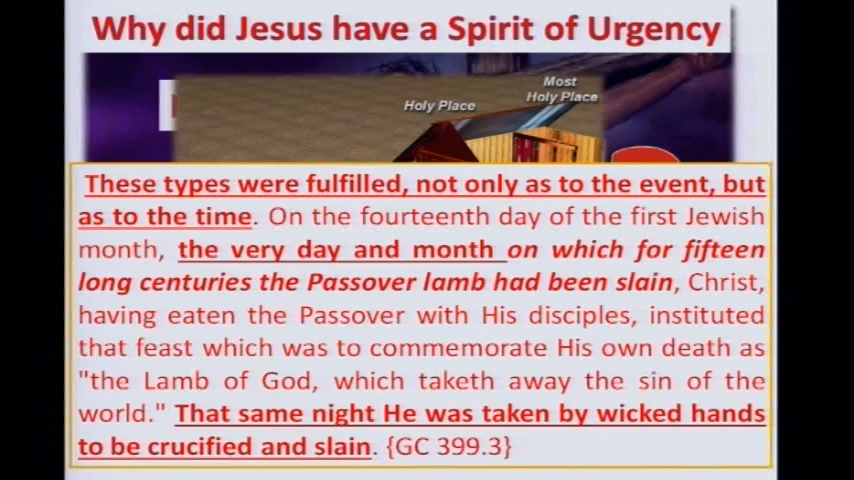 Why did Jesus have a Spirit of Urgency
Most
Holy Place
Holy Place
These types were fulfilled, not only as to the event, but
as to the time. On the fourteenth day of the first Jewish
month, the very day and month on which for fifteen
long centuries the Passover lamb had been slain, Christ,
having eaten the Passover with His disciples, instituted
that feast which was to commemorate His own death as
"the Lamb of God, which taketh away the sin of the
world." That same night He was taken by wicked hands
to be crucified and slain. {GC 399.3}